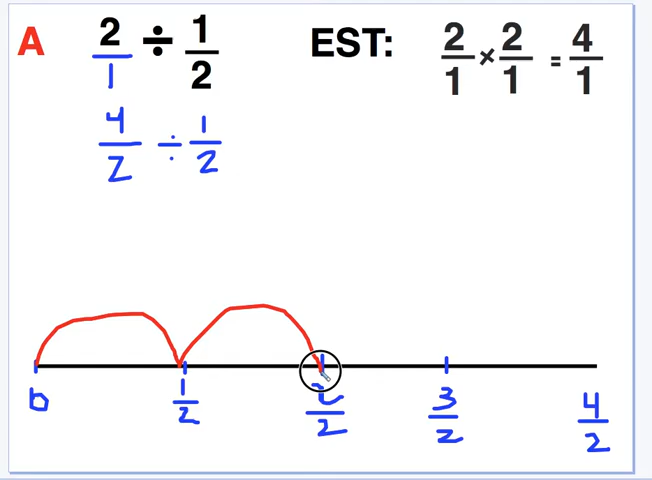 A 2/1 ÷ 1/2 EST: 2/1 × 2/1 = 4/1
4/2 ÷ 1/2
0 1/2 2/2 3/2 4/2